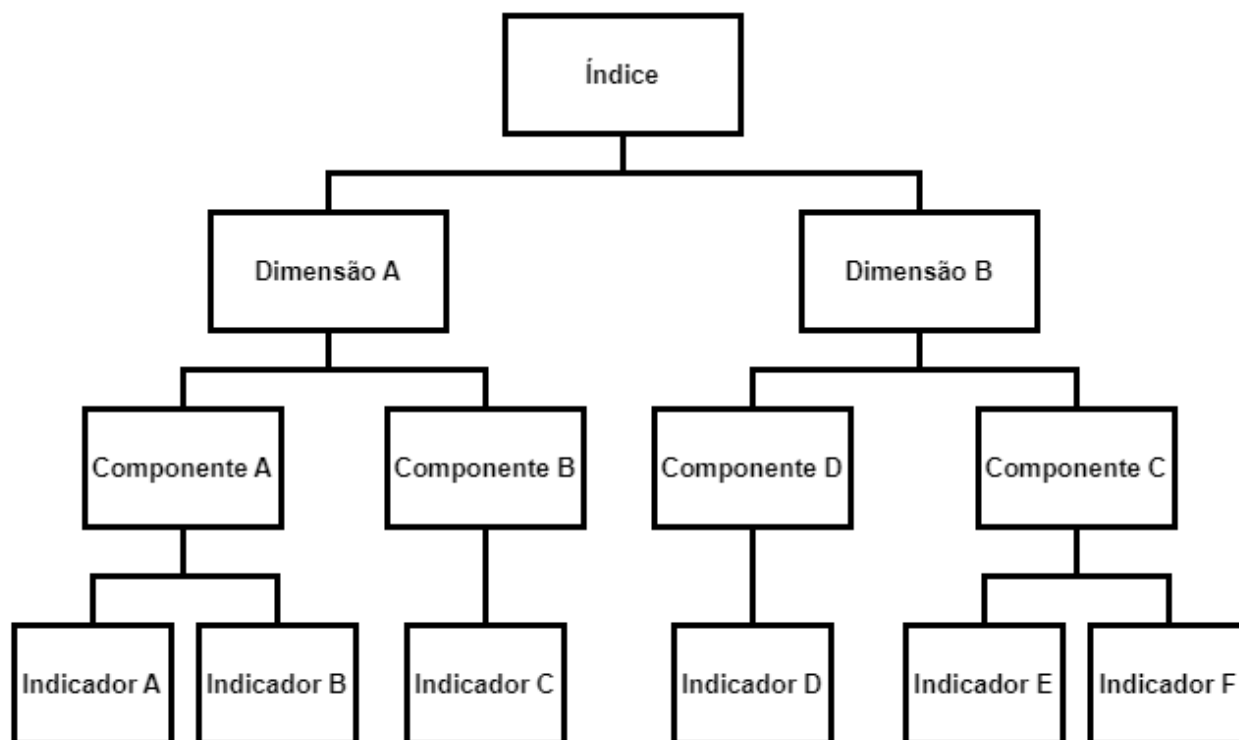 Índice
Dimensão A
Dimensão B
Componente A
Componente B
Componente D
Componente C
Indicador A
Indicador B
Indicador C
Indicador D
Indicador E
Indicador F